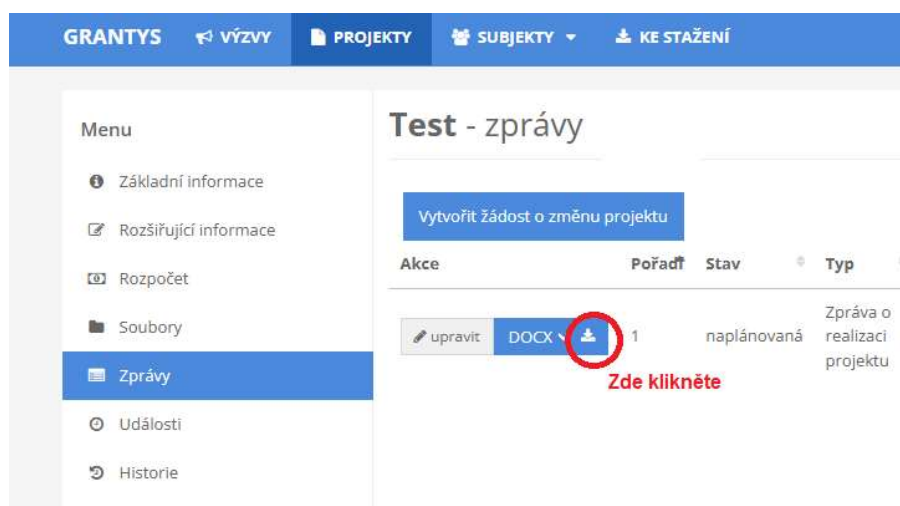 GRANTYS VÝZVY PROJEKTY SUBJEKTY KE STAŽENÍ
Menu
Základní informace
Rozšiřující informace
Rozpočet
Soubory
Zprávy
Události
Historie
Test - zprávy
Vytvořit žádost o změnu projektu
Akce Pořadí Stav Typ
upravit DOCX 1 naplánovaná Zpráva o
realizaci
projektu
Zde klikněte